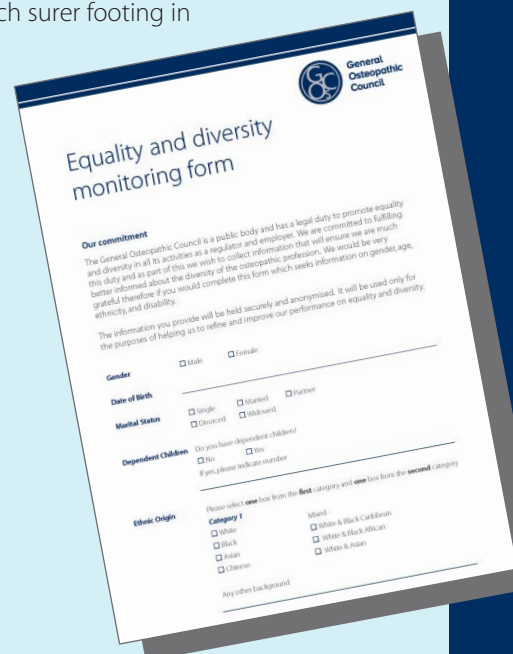 ch surer footing in
General
Osteopathic
Council
Equality and diversity
monitoring form
Our commitment
The General Osteopathic Council is a public body and has a legal duty to promote equality
and diversity in all its activities as a regulator and employer. We are committed to fulfilling
this duty and as part of this we wish to collect information that will ensure we are much
better informed about the diversity of the osteopathic profession. We would be very
grateful therefore if you would complete this form which seeks information on gender, age,
ethnicity, and disability.
The information you provide will be held securely and anonymised. It will be used only for
the purposes of helping us to refine and improve our performance on equality and diversity.
Gender Male Female
Date of Birth
Marital Status Single Married Partner
Divorced Widowed
Dependent Children Do you have dependent children?
No Yes
If yes, please indicate number
Ethnic Origin Please select one box from the first category and one box from the second category
Category 1 Mixed -
White White & Black Caribbean
Black White & Black African
Asian White & Asian
Chinese
Any other background